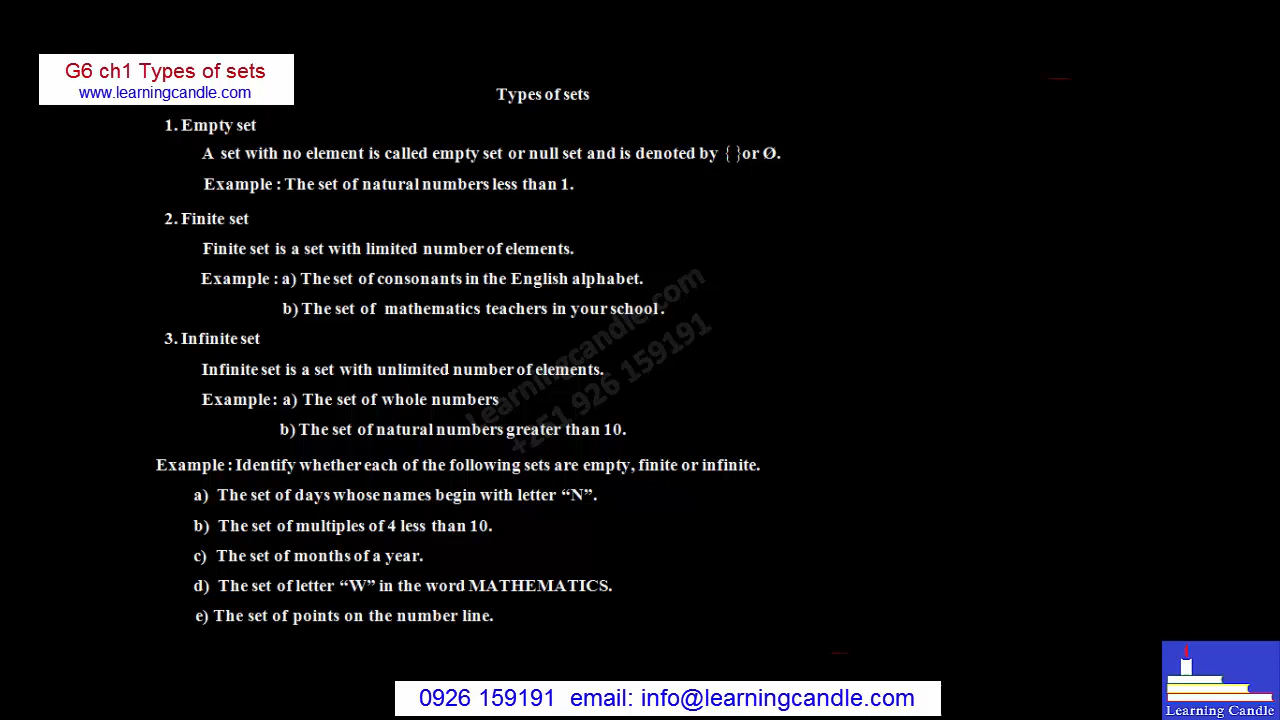 G6 ch1 Types of sets
www.learningcandle.com
Types of sets
1. Empty set
A set with no element is called empty set or null set and is denoted by { }or Ø.
Example : The set of natural numbers less than 1.
2. Finite set
Finite set is a set with limited number of elements.
Example : a) The set of consonants in the English alphabet.
b) The set of mathematics teachers in your school .
3. Infinite set
Infinite set is a set with unlimited number of elements.
Example : a) The set of whole numbers
b) The set of natural numbers greater than 10.
Example : Identify whether each of the following sets are empty, finite or infinite.
a) The set of days whose names begin with letter “N”.
b) The set of multiples of 4 less than 10.
c) The set of months of a year.
d) The set of letter “W” in the word MATHEMATICS.
e) The set of points on the number line.
Learningcandle.com
+251 926 159191
0926 159191 email: info@learningcandle.com
Learning Candle